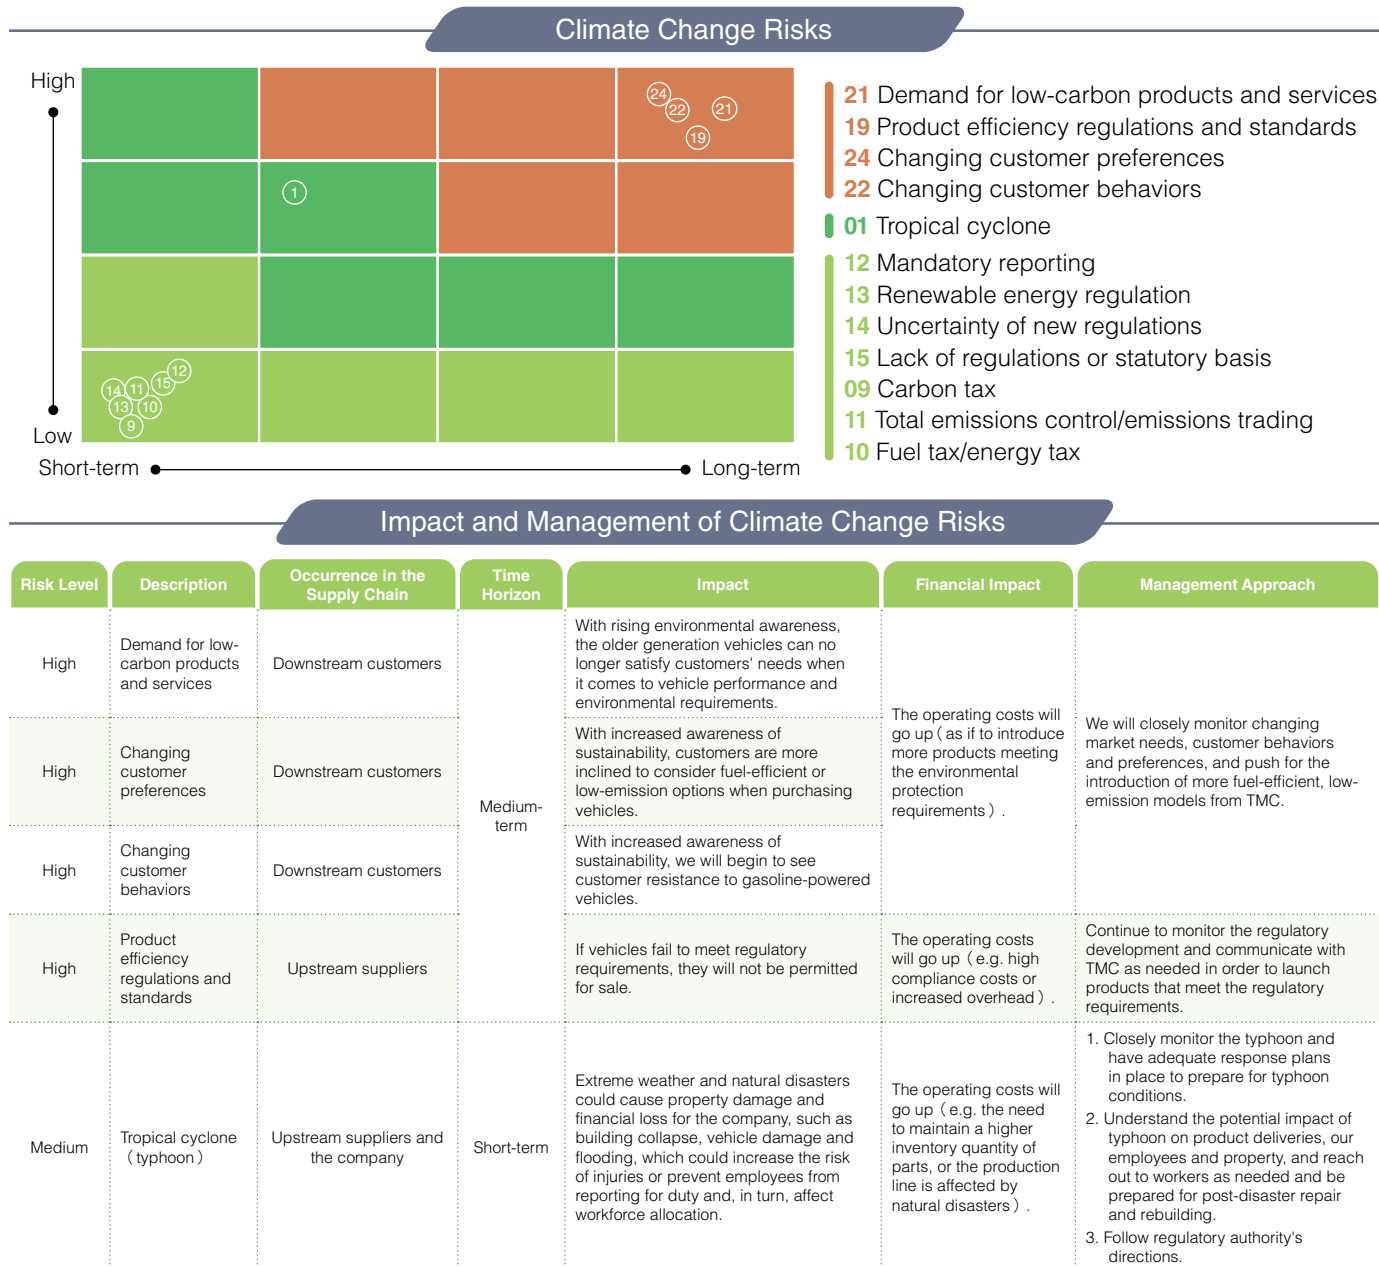 Climate Change Risks
High
24
22
21
19
1
12
15
14
11
13
10
9
Low
Short-term
Long-term
21 Demand for low-carbon products and services
19 Product efficiency regulations and standards
24 Changing customer preferences
22 Changing customer behaviors
01 Tropical cyclone
12 Mandatory reporting
13 Renewable energy regulation
14 Uncertainty of new regulations
15 Lack of regulations or statutory basis
09 Carbon tax
11 Total emissions control/emissions trading
10 Fuel tax/energy tax
Impact and Management of Climate Change Risks
Risk Level
Description
Occurrence in the
Supply Chain
Time
Horizon
Impact
Financial Impact
Management Approach
High
Demand for low-
carbon products
and services
Downstream customers
Medium-
term
With rising environmental awareness,
the older generation vehicles can no
longer satisfy customers' needs when
it comes to vehicle performance and
environmental requirements.
The operating costs will
go up（as if to introduce
more products meeting
the environmental
protection
requirements）.
We will closely monitor changing
market needs, customer behaviors
and preferences, and push for the
introduction of more fuel-efficient, low-
emission models from TMC.
High
Changing
customer
preferences
Downstream customers
With increased awareness of
sustainability, customers are more
inclined to consider fuel-efficient or
low-emission options when purchasing
vehicles.
High
Changing
customer
behaviors
Downstream customers
With increased awareness of
sustainability, we will begin to see
customer resistance to gasoline-powered
vehicles.
High
Product
efficiency
regulations and
standards
Upstream suppliers
If vehicles fail to meet regulatory
requirements, they will not be permitted
for sale.
The operating costs
will go up（e.g. high
compliance costs or
increased overhead）.
Continue to monitor the regulatory
development and communicate with
TMC as needed in order to launch
products that meet the regulatory
requirements.
Medium
Tropical cyclone
（typhoon）
Upstream suppliers and
the company
Short-term
Extreme weather and natural disasters
could cause property damage and
financial loss for the company, such as
building collapse, vehicle damage and
flooding, which could increase the risk
of injuries or prevent employees from
reporting for duty and, in turn, affect
workforce allocation.
The operating costs will
go up（e.g. the need
to maintain a higher
inventory quantity of
parts, or the production
line is affected by
natural disasters）.
1. Closely monitor the typhoon and
have adequate response plans
in place to prepare for typhoon
conditions.
2. Understand the potential impact of
typhoon on product deliveries, our
employees and property, and reach
out to workers as needed and be
prepared for post-disaster repair
and rebuilding.
3. Follow regulatory authority's
directions.